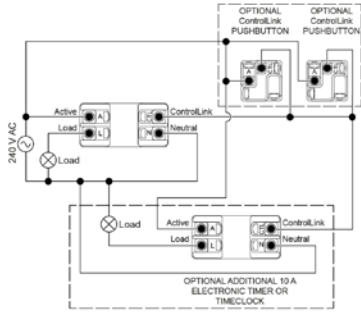 OPTIONAL ControlLink PUSHBUTTON
OPTIONAL ControlLink PUSHBUTTON
A
A
Active
A
ControlLink
Load
L
N
Neutral
240 V AC
Load
Load
Active
A
ControlLink
Load
L
N
Neutral
OPTIONAL ADDITIONAL 10 A
ELECTRONIC TIMER OR
TIMECLOCK